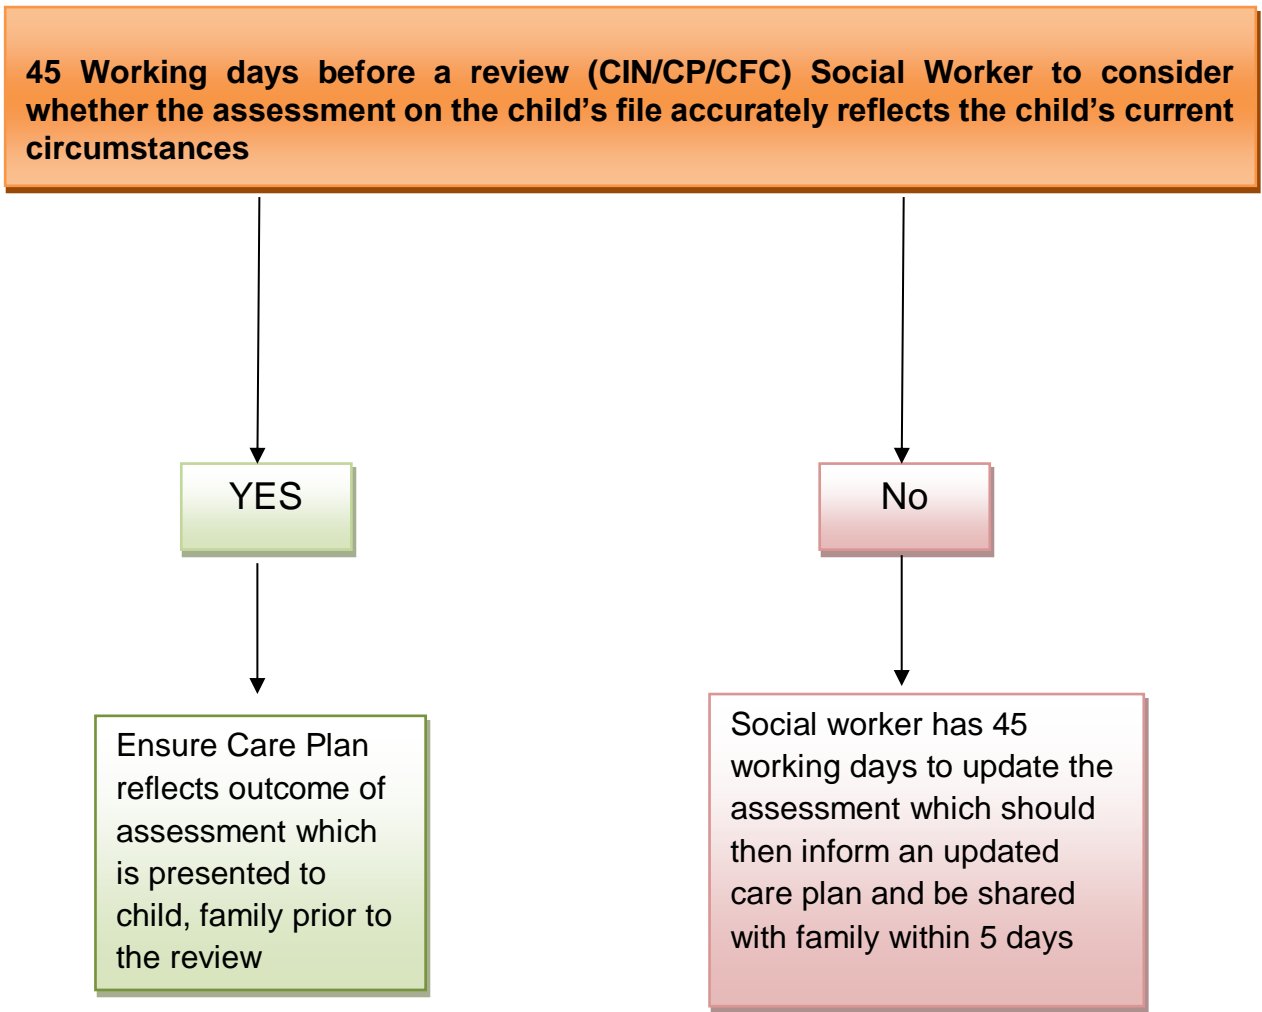 45 Working days before a review (CIN/CP/CFC) Social Worker to consider
whether the assessment on the child’s file accurately reflects the child’s current
circumstances
YES
No
Ensure Care Plan
reflects outcome of
assessment which
is presented to
child, family prior to
the review
Social worker has 45
working days to update the
assessment which should
then inform an updated
care plan and be shared
with family within 5 days